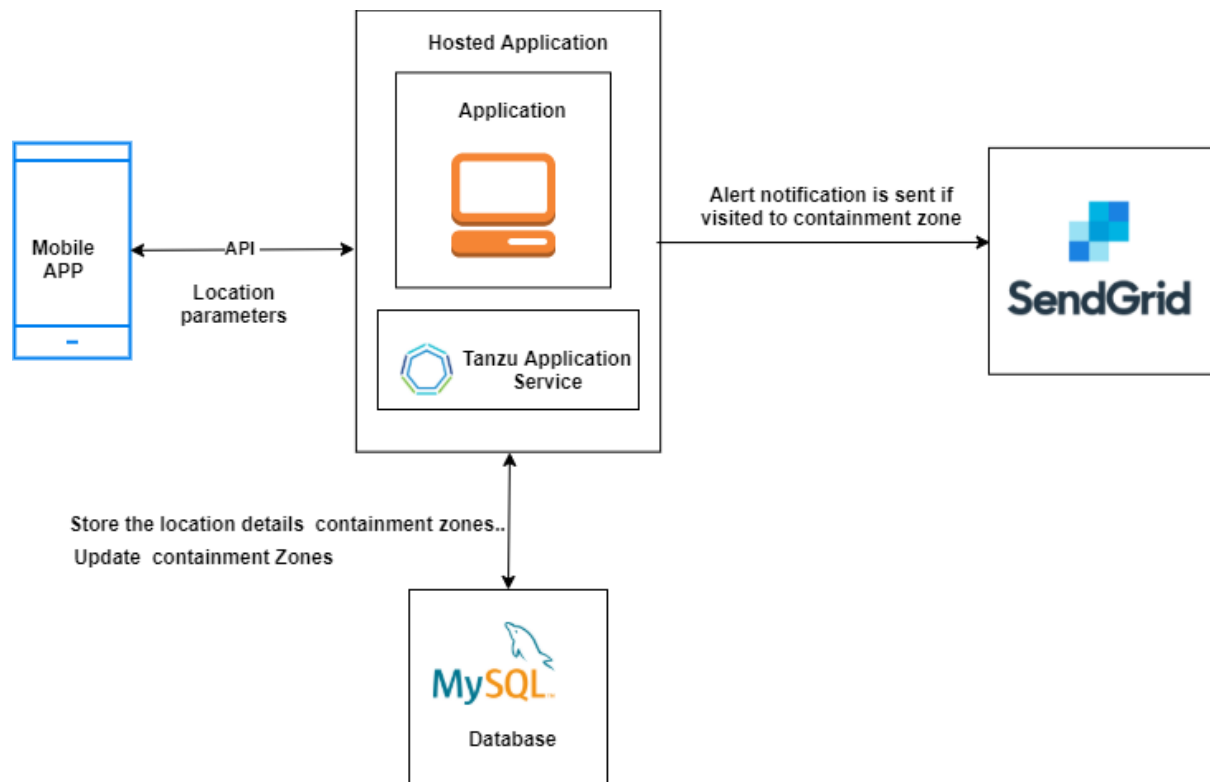 Hosted Application
Application
Mobile
APP
API
Location
parameters
Tanzu Application
Service
Alert notification is sent if
visited to containment zone
SendGrid
Store the location details  containment zones..
Update  containment Zones
MySQL
Database